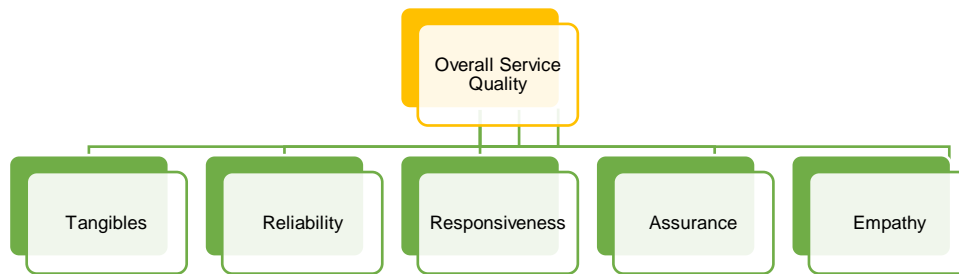 Overall Service
Quality
Tangibles
Reliability
Responsiveness
Assurance
Empathy